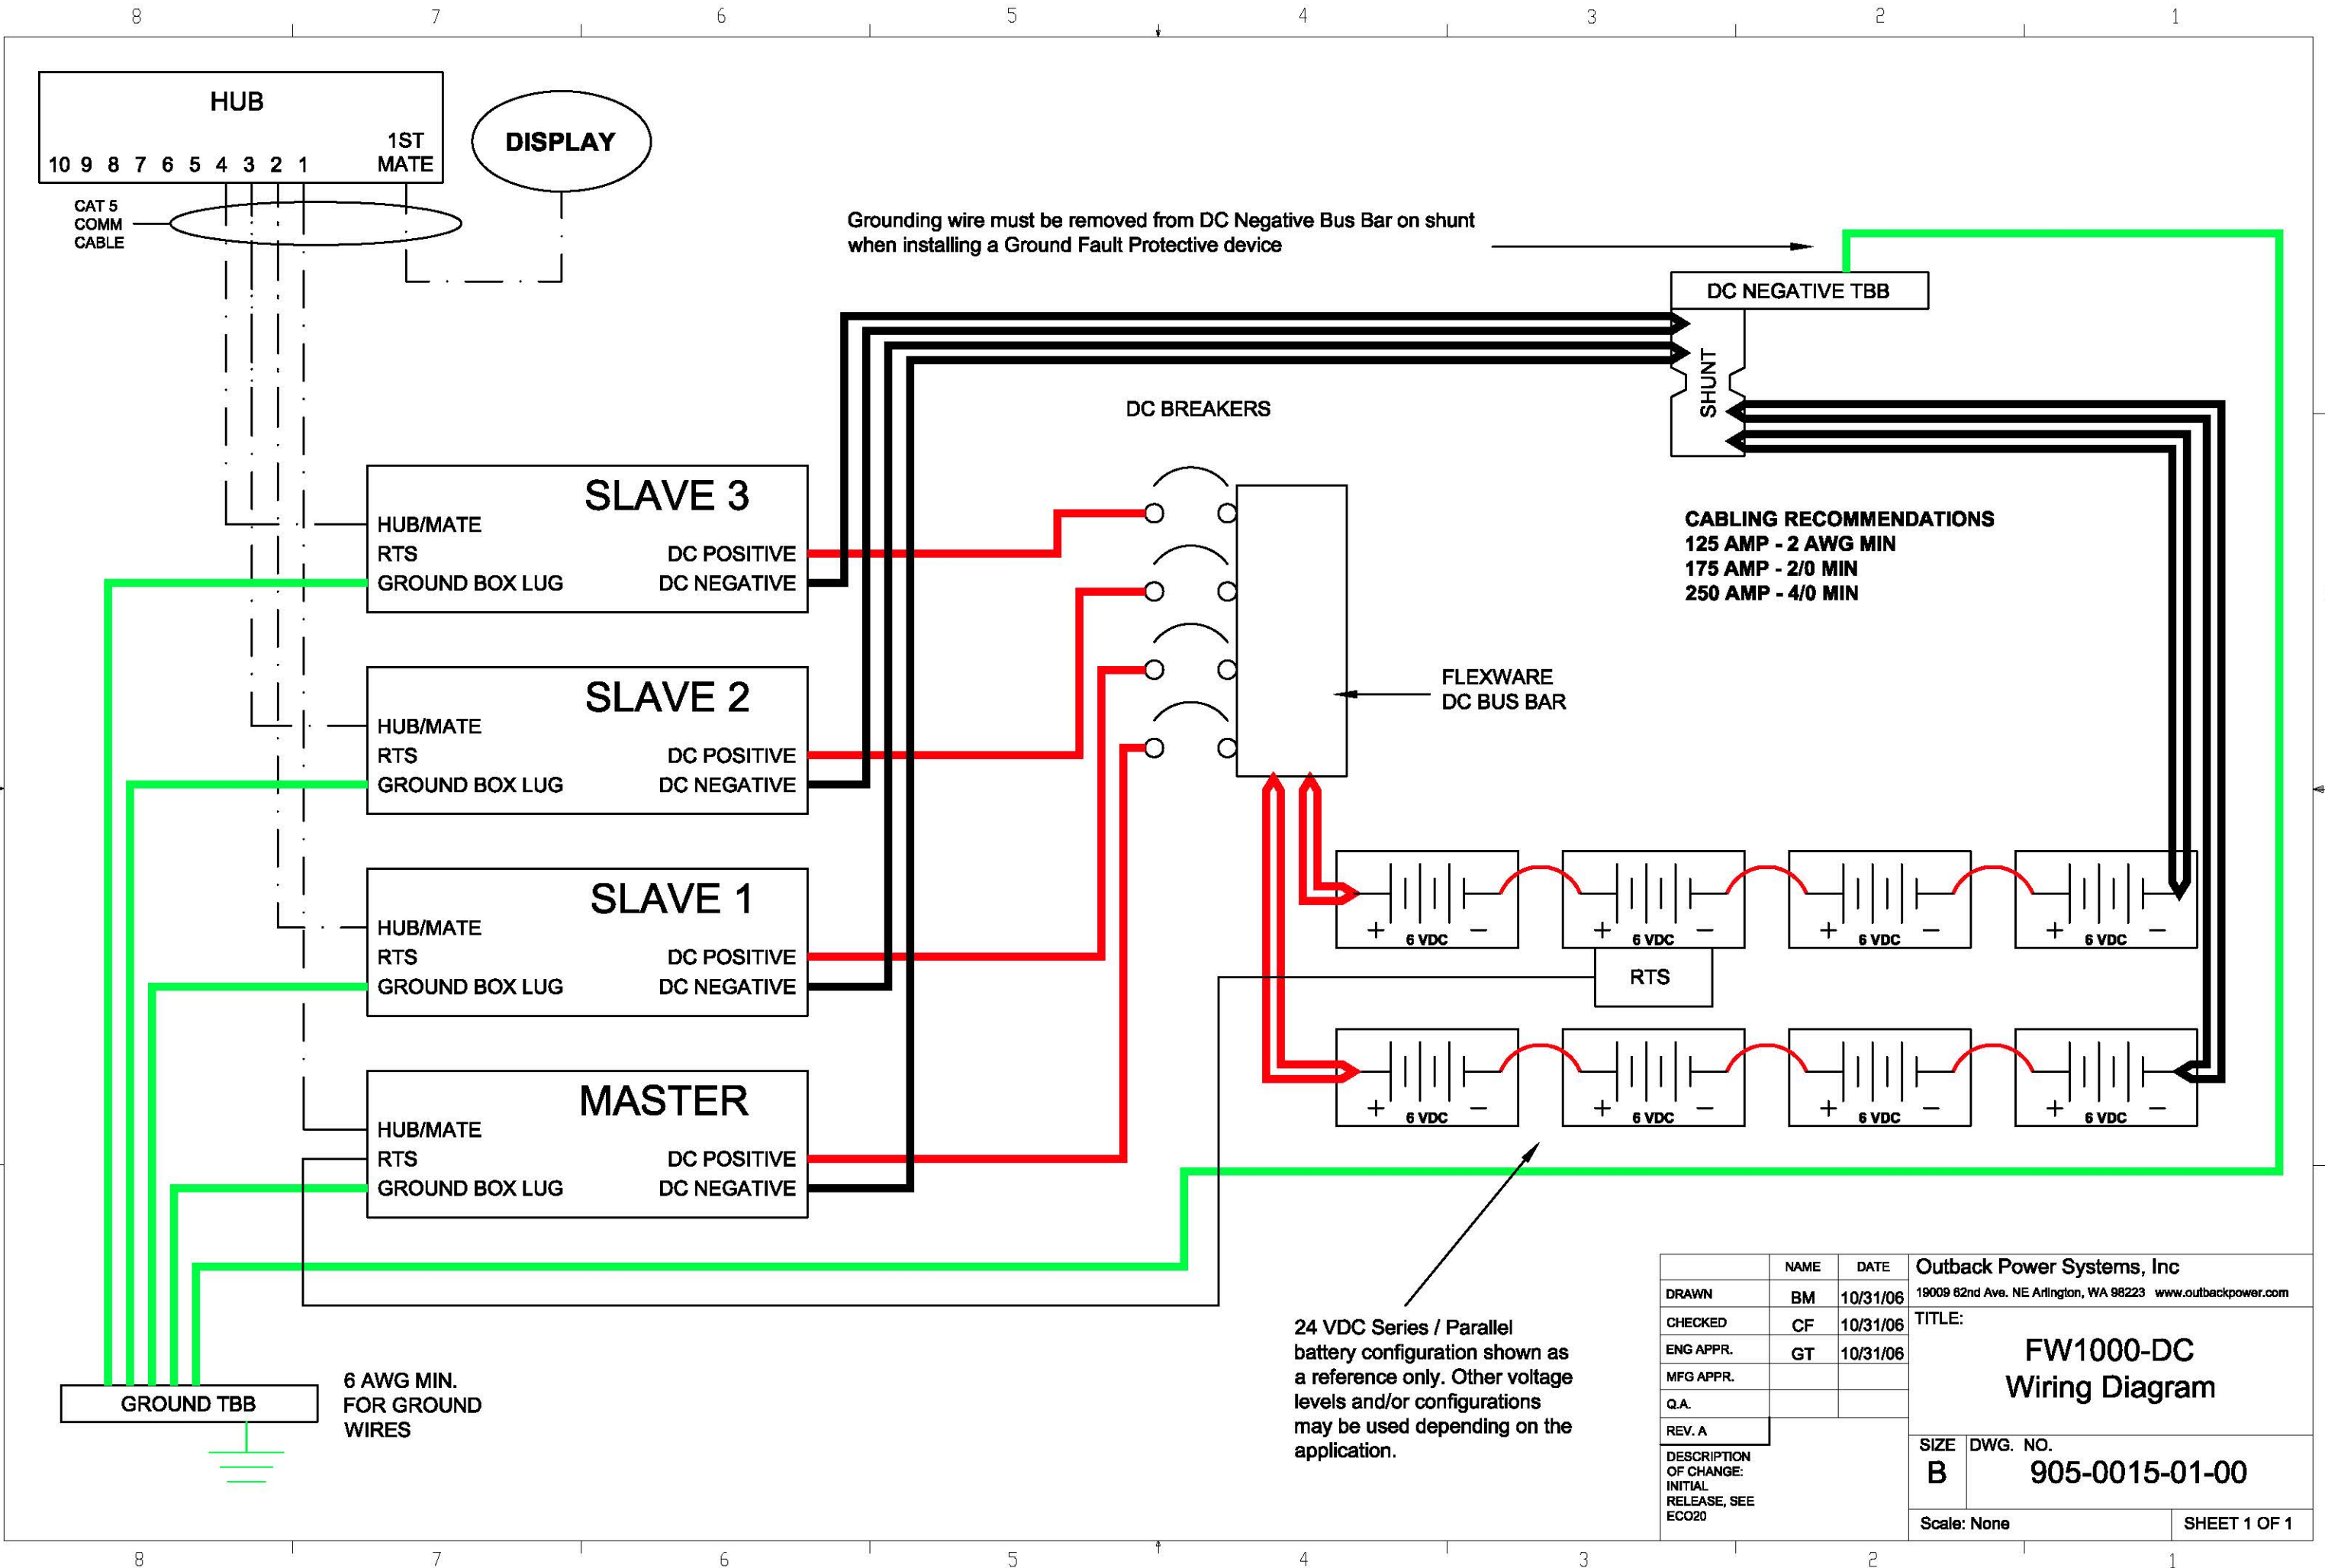 8 7 6 5 4 3 2 1
HUB
1ST
MATE
10 9 8 7 6 5 4 3 2 1
DISPLAY
CAT 5
COMM
CABLE
Grounding wire must be removed from DC Negative Bus Bar on shunt
when installing a Ground Fault Protective device
DC NEGATIVE TBB
SHUNT
DC BREAKERS
CABLING RECOMMENDATIONS
125 AMP - 2 AWG MIN
175 AMP - 2/0 MIN
250 AMP - 4/0 MIN
SLAVE 3
HUB/MATE
RTS
DC POSITIVE
GROUND BOX LUG
DC NEGATIVE
SLAVE 2
HUB/MATE
RTS
DC POSITIVE
GROUND BOX LUG
DC NEGATIVE
FLEXWARE
DC BUS BAR
SLAVE 1
HUB/MATE
RTS
DC POSITIVE
GROUND BOX LUG
DC NEGATIVE
MASTER
HUB/MATE
RTS
DC POSITIVE
GROUND BOX LUG
DC NEGATIVE
+ 6 VDC −
+ 6 VDC −
+ 6 VDC −
+ 6 VDC −
RTS
+ 6 VDC −
+ 6 VDC −
+ 6 VDC −
+ 6 VDC −
24 VDC Series / Parallel
battery configuration shown as
a reference only. Other voltage
levels and/or configurations
may be used depending on the
application.
GROUND TBB
6 AWG MIN.
FOR GROUND
WIRES
NAME DATE
DRAWN BM 10/31/06
CHECKED CF 10/31/06
ENG APPR. GT 10/31/06
MFG APPR.
Q.A.
REV. A
DESCRIPTION
OF CHANGE:
INITIAL
RELEASE, SEE
ECO20
Outback Power Systems, Inc
19009 62nd Ave. NE Arlington, WA 98223 www.outbackpower.com
TITLE:
FW1000-DC
Wiring Diagram
SIZE
B
DWG. NO.
905-0015-01-00
Scale: None
SHEET 1 OF 1
8 7 6 5 4 3 2 1